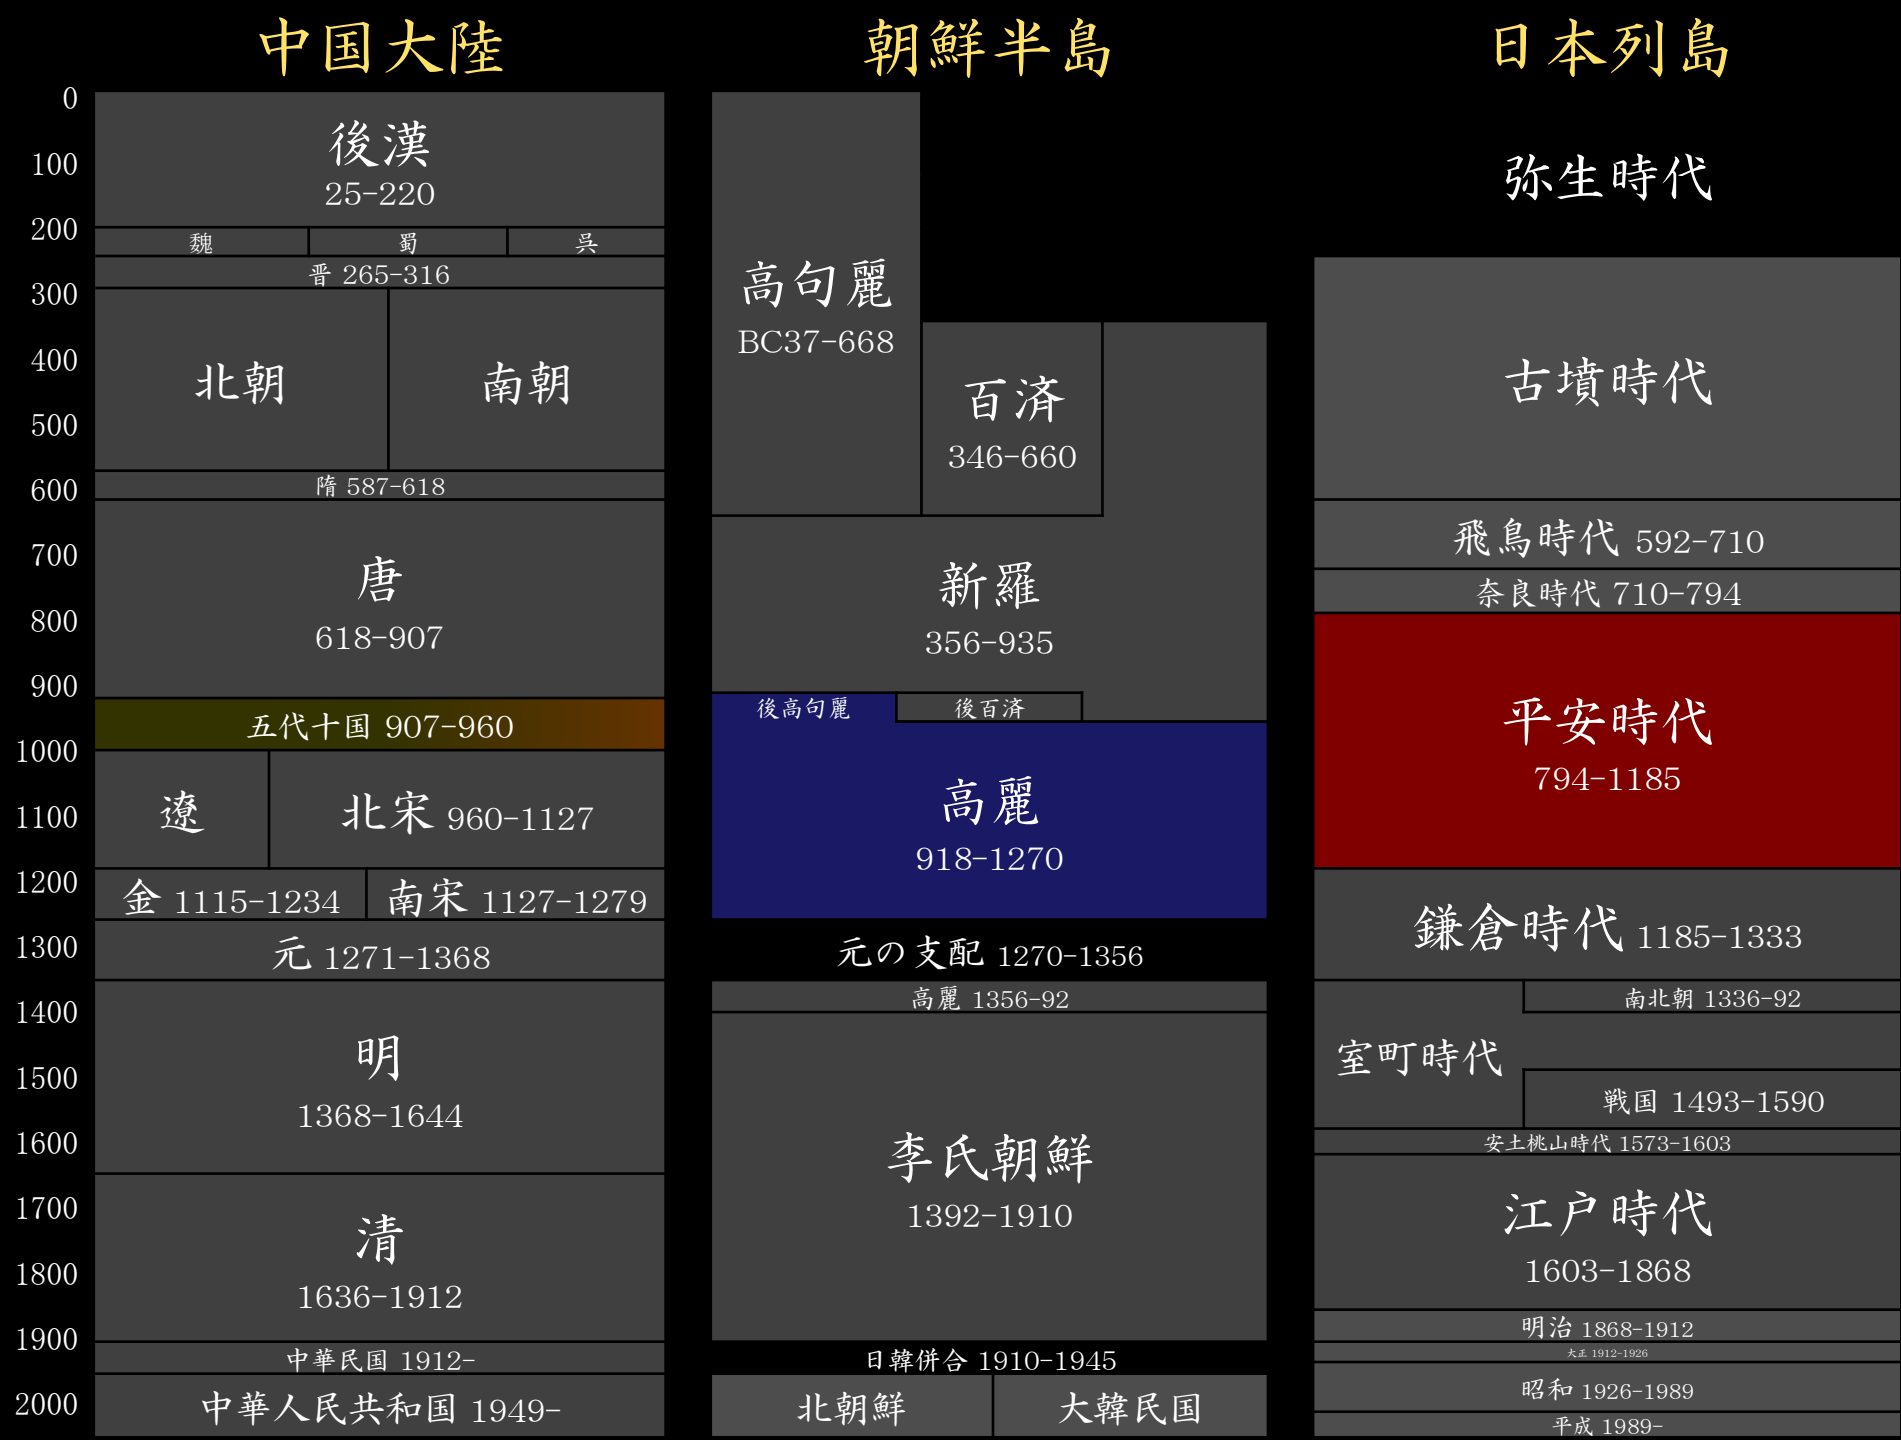 中国大陸
朝鮮半島
日本列島
0
100
200
300
400
500
600
700
800
900
1000
1100
1200
1300
1400
1500
1600
1700
1800
1900
2000
後漢
25-220
魏
蜀
呉
晋 265-316
北朝
南朝
隋 587-618
唐
618-907
五代十国 907-960
遼
北宋 960-1127
金 1115-1234
南宋 1127-1279
元 1271-1368
明
1368-1644
清
1636-1912
中華民国 1912-
中華人民共和国 1949-
高句麗
BC37-668
百済
346-660
新羅
356-935
後高句麗
後百済
高麗
918-1270
元の支配 1270-1356
高麗 1356-92
李氏朝鮮
1392-1910
日韓併合 1910-1945
北朝鮮
大韓民国
弥生時代
古墳時代
飛鳥時代 592-710
奈良時代 710-794
平安時代
794-1185
鎌倉時代 1185-1333
南北朝 1336-92
室町時代
戦国 1493-1590
安土桃山時代 1573-1603
江戸時代
1603-1868
明治 1868-1912
大正 1912-1926
昭和 1926-1989
平成 1989-